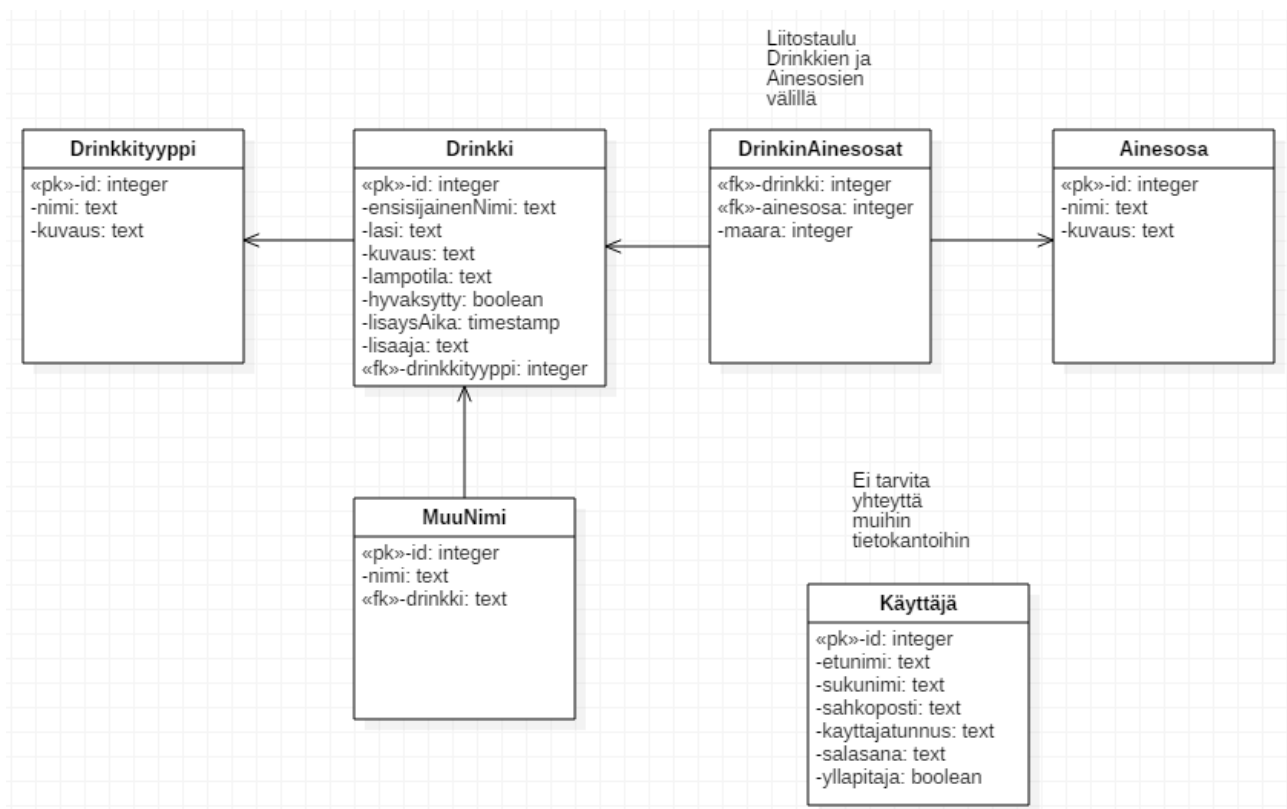 Liitostaulu
Drinkkien ja
Ainesosien
välillä
Drinkkityyppi
«pk»-id: integer
-nimi: text
-kuvaus: text
Drinkki
«pk»-id: integer
-ensisijainenNimi: text
-lasi: text
-kuvaus: text
-lampotila: text
-hyvaksytty: boolean
-lisaysAika: timestamp
-lisaaja: text
«fk»-drinkkityyppi: integer
DrinkinAinesosat
«fk»-drinkki: integer
«fk»-ainesosa: integer
-maara: integer
Ainesosa
«pk»-id: integer
-nimi: text
-kuvaus: text
MuuNimi
«pk»-id: integer
-nimi: text
«fk»-drinkki: text
Ei tarvita
yhteyttä
muihin
tietokantoihin
Käyttäjä
«pk»-id: integer
-etunimi: text
-sukunimi: text
-sahkoposti: text
-kayttajatunnus: text
-salasana: text
-yllapitaja: boolean